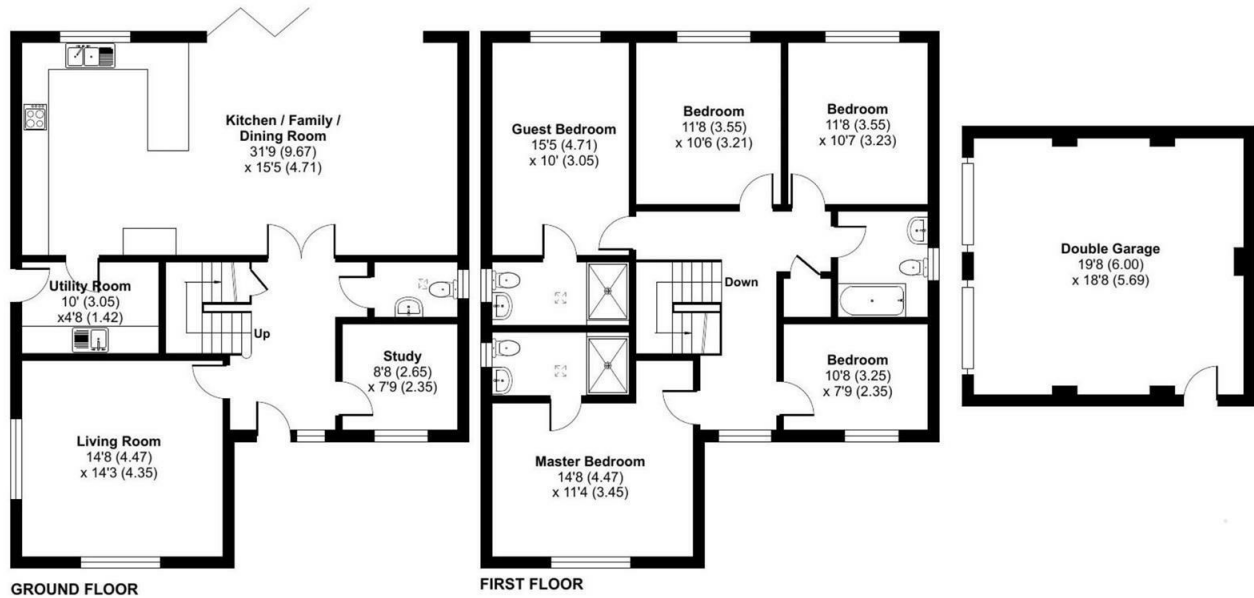 Kitchen / Family /
Dining Room
31'9 (9.67)
x 15'5 (4.71)
Utility Room
10' (3.05)
x4'8 (1.42)
Up
Study
8'8 (2.65)
x 7'9 (2.35)
Living Room
14'8 (4.47)
x 14'3 (4.35)
GROUND FLOOR
Guest Bedroom
15'5 (4.71)
x 10' (3.05)
Bedroom
11'8 (3.55)
x 10'6 (3.21)
Bedroom
11'8 (3.55)
x 10'7 (3.23)
Down
Bedroom
10'8 (3.25)
x 7'9 (2.35)
Master Bedroom
14'8 (4.47)
x 11'4 (3.45)
FIRST FLOOR
Double Garage
19'8 (6.00)
x 18'8 (5.69)